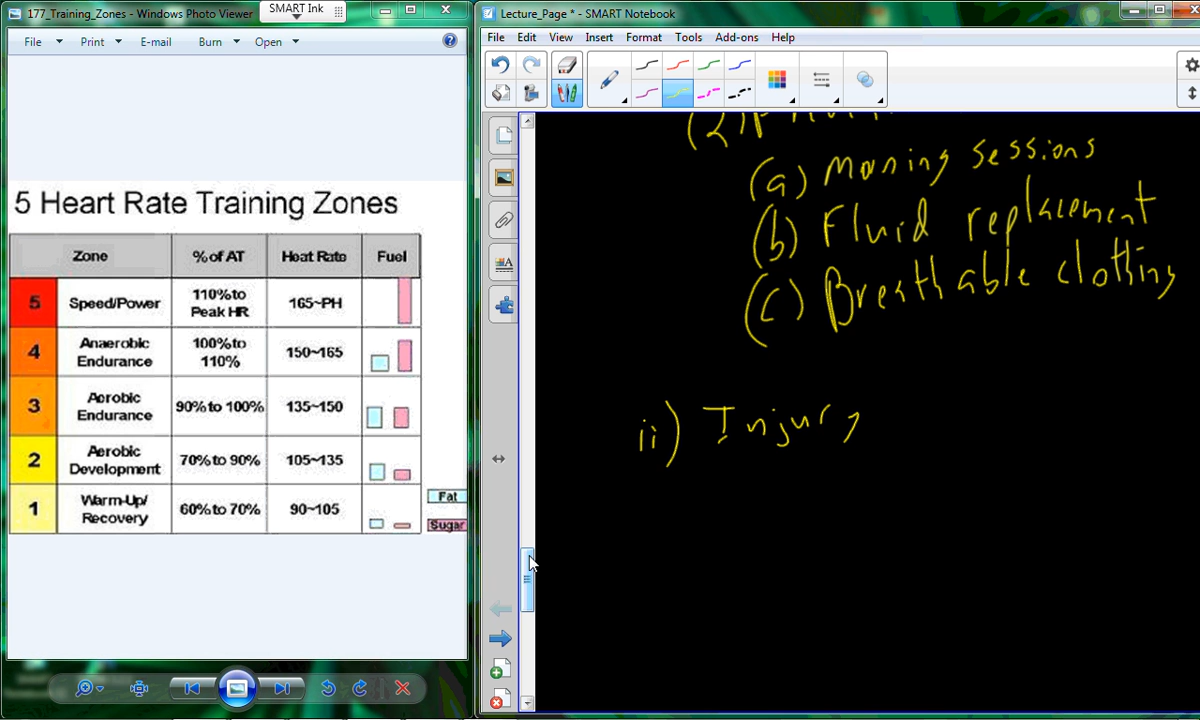 177_Training_Zones - Windows Photo Viewer
SMART Ink
File Print E-mail Burn Open
5 Heart Rate Training Zones
Zone % of AT Heat Rate Fuel
5 Speed/Power 110% to Peak HR 165~PH
4 Anaerobic Endurance 100% to 110% 150~165
3 Aerobic Endurance 90% to 100% 135~150
2 Aerobic Development 70% to 90% 105~135
1 Warm-Up/ Recovery 60% to 70% 90~105
Fat
Sugar
Lecture_Page * - SMART Notebook
File Edit View Insert Format Tools Add-ons Help
(2)
(a) Morning sessions
(b) Fluid replacement
(c) Breathable clothing
ii) Injury